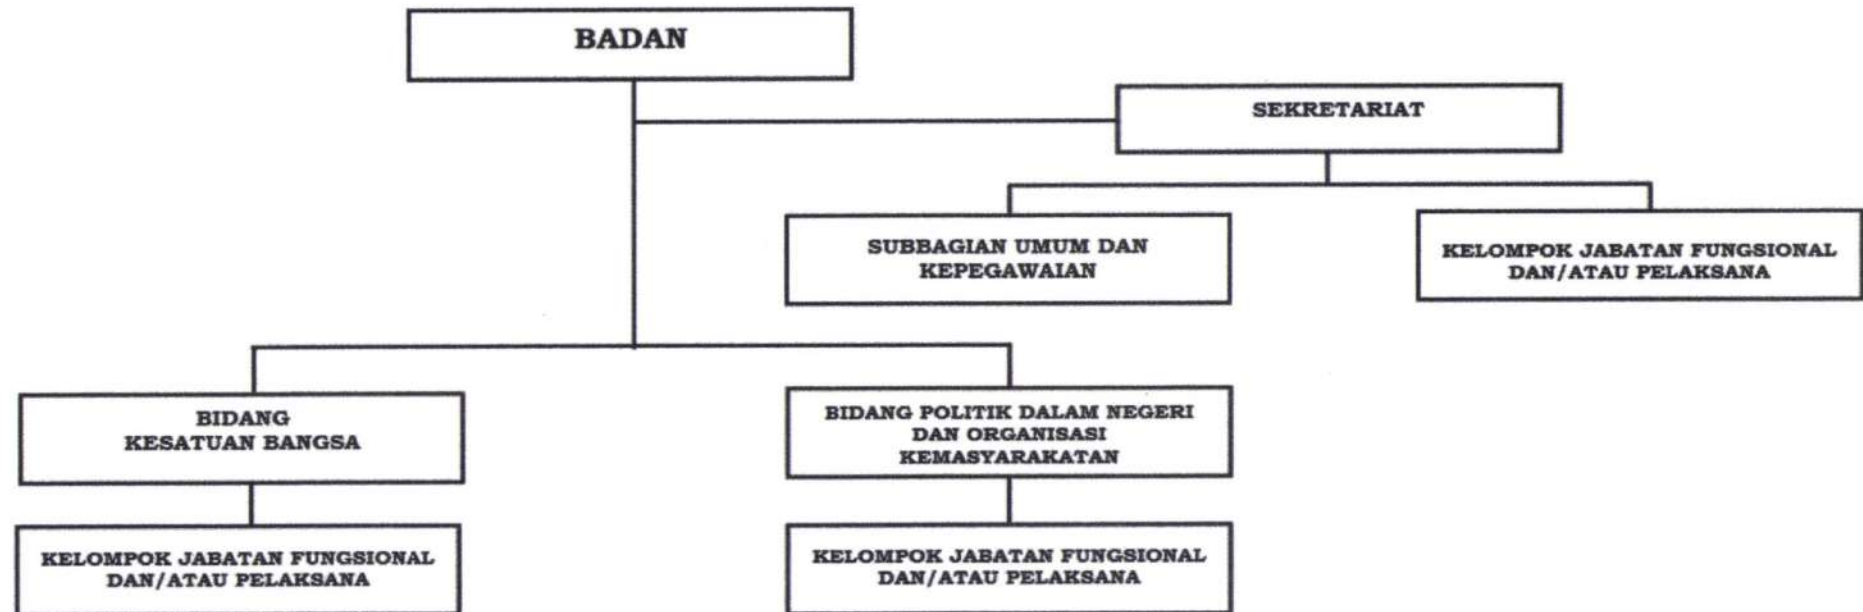 BADAN
SEKRETARIAT
SUBBAGIAN UMUM DAN
KEPEGAWAIAN
KELOMPOK JABATAN FUNGSIONAL
DAN/ATAU PELAKSANA
BIDANG
KESATUAN BANGSA
BIDANG POLITIK DALAM NEGERI
DAN ORGANISASI
KEMASYARAKATAN
KELOMPOK JABATAN FUNGSIONAL
DAN/ATAU PELAKSANA
KELOMPOK JABATAN FUNGSIONAL
DAN/ATAU PELAKSANA